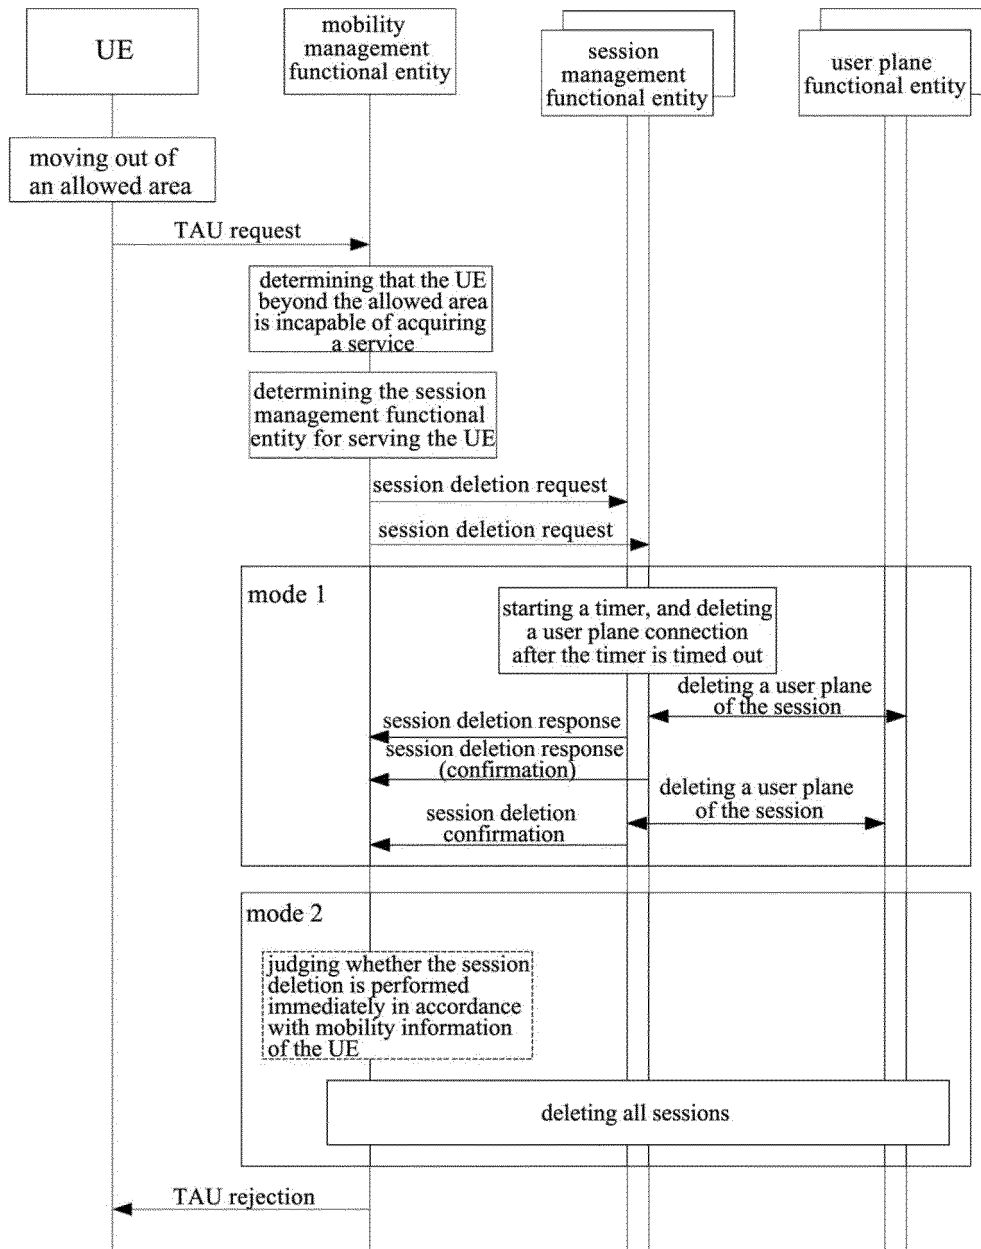 UE
mobility
management
functional entity
session
management
functional entity
user plane
functional entity
moving out of
an allowed area
TAU request
determining that the UE
beyond the allowed area
is incapable of acquiring
a service
determining the session
management functional
entity for serving the UE
session deletion request
session deletion request
mode 1
starting a timer, and deleting
a user plane connection
after the timer is timed out
deleting a user plane
of the session
session deletion response
session deletion response
(confirmation)
deleting a user plane
of the session
session deletion
confirmation
mode 2
judging whether the session
deletion is performed
immediately in accordance
with mobility information
of the UE
deleting all sessions
TAU rejection